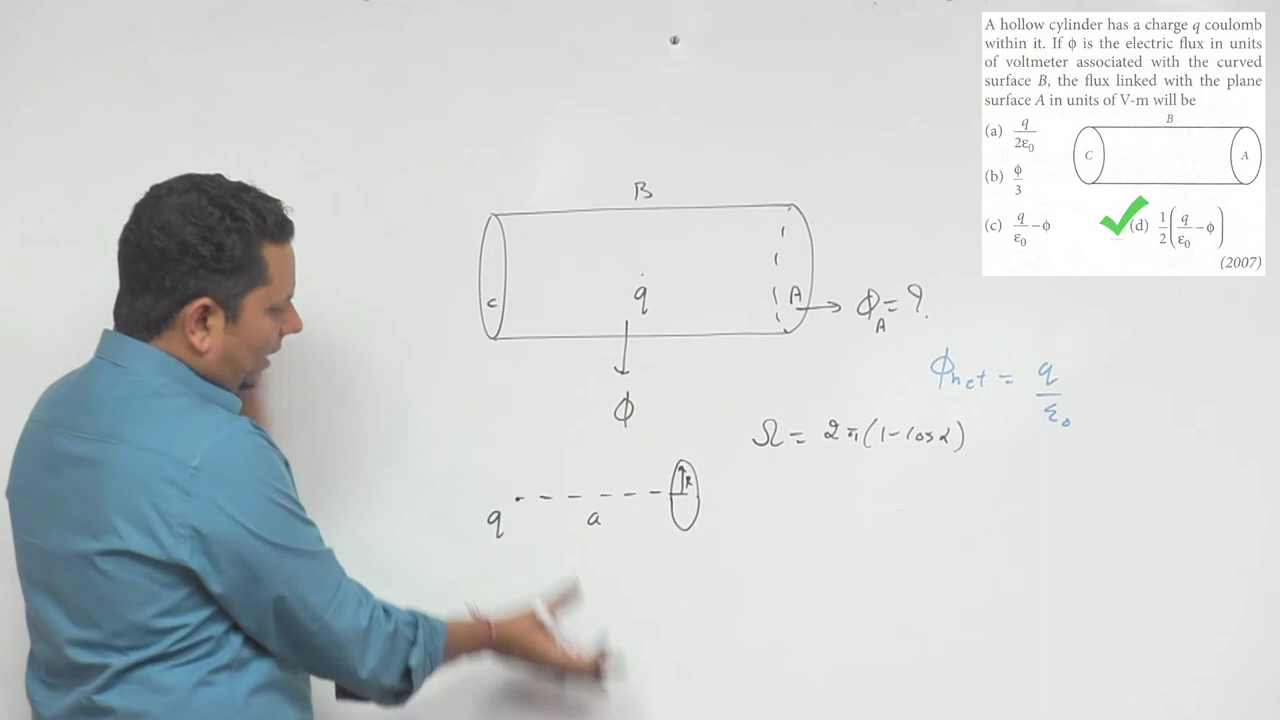 A hollow cylinder has a charge q coulomb
within it. If ϕ is the electric flux in units
of voltmeter associated with the curved
surface B, the flux linked with the plane
surface A in units of V-m will be
(a) q/2ε₀
(b) ϕ/3
(c) q/ε₀ − ϕ
(d) 1/2 (q/ε₀ − ϕ)
(2007)
B
C
A
B
C
q
A
ϕ_A = ?
ϕ
ϕnet = q/ε₀
Ω = 2π(1-cosα)
R
q
a